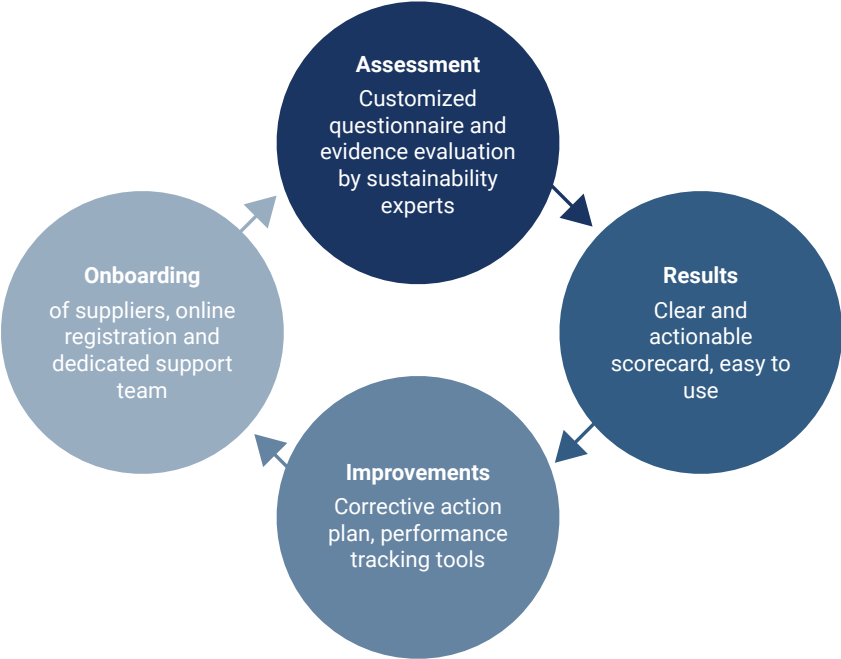 Assessment
Customized
questionnaire and
evidence evaluation
by sustainability
experts
Onboarding
of suppliers, online
registration and
dedicated support
team
Results
Clear and
actionable
scorecard, easy to
use
Improvements
Corrective action
plan, performance
tracking tools